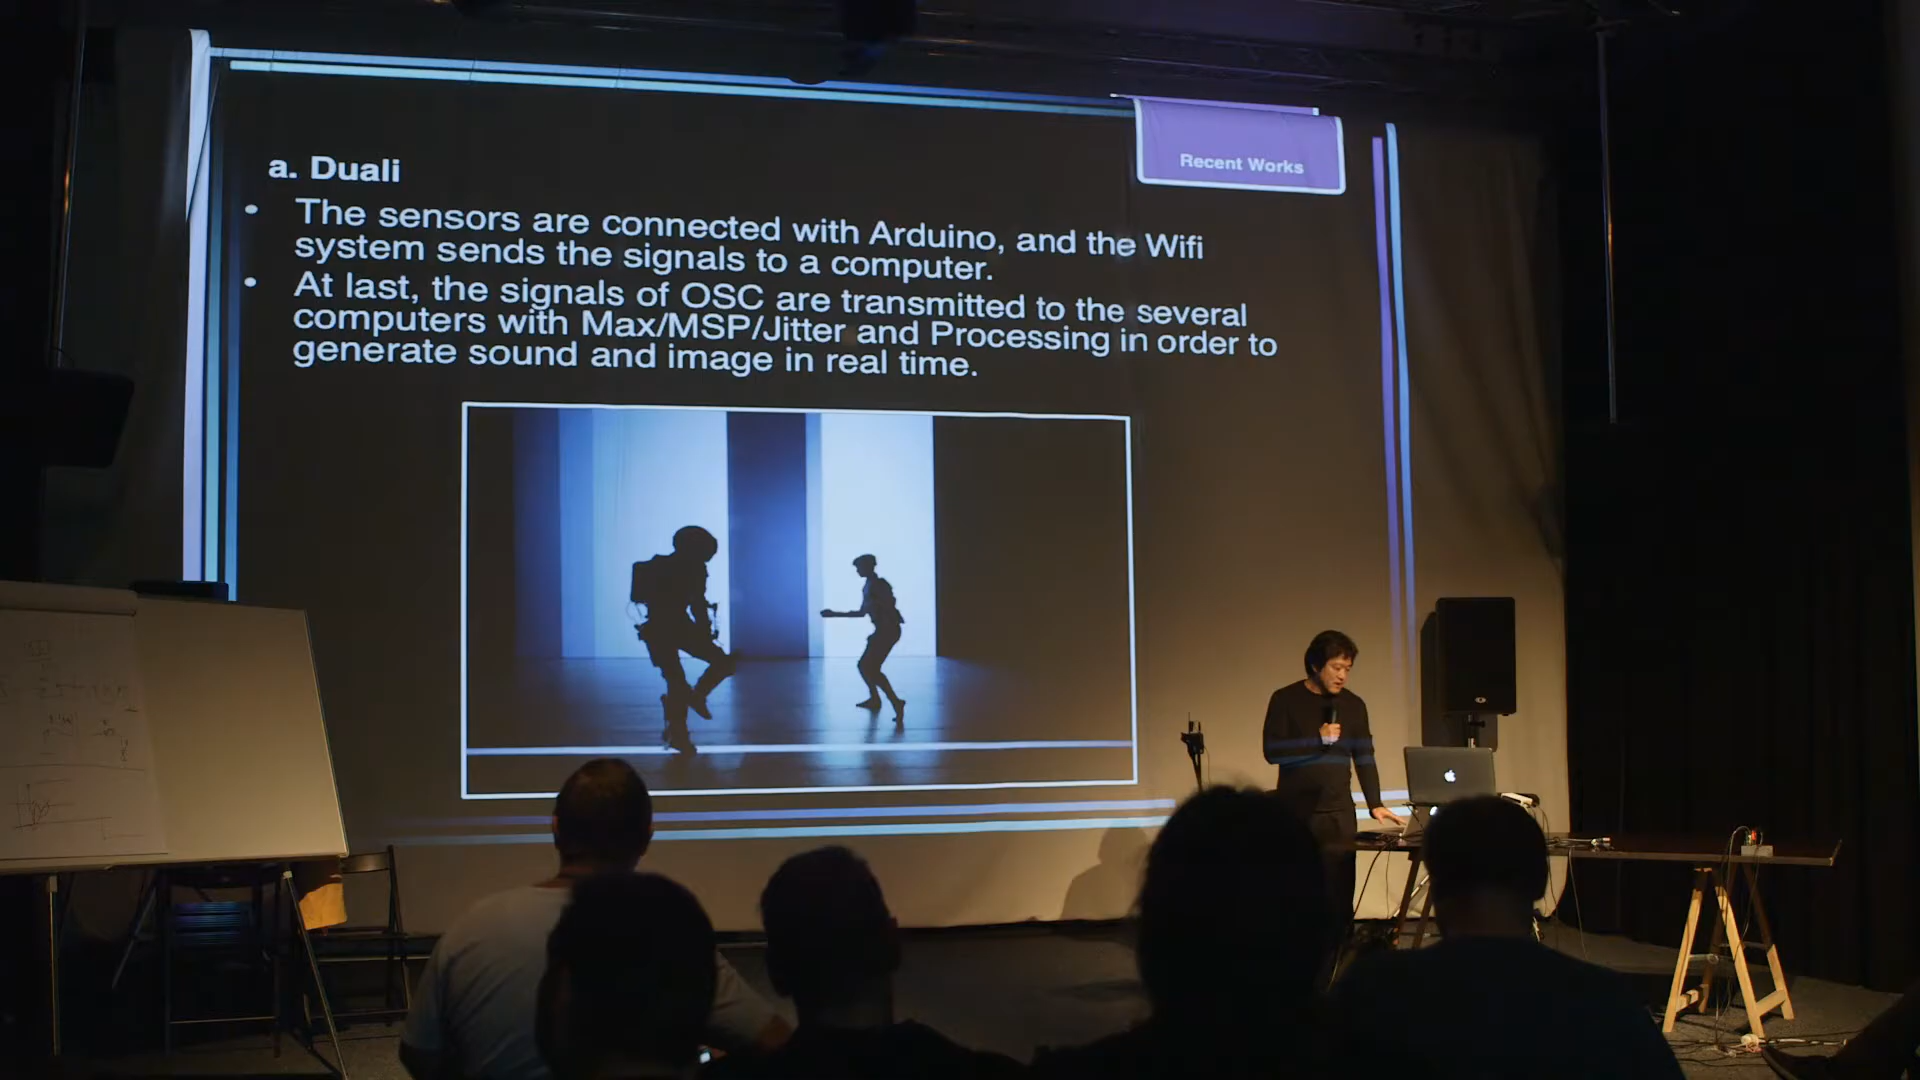 Recent Works
a. Duali
• The sensors are connected with Arduino, and the Wifi
system sends the signals to a computer.
• At last, the signals of OSC are transmitted to the several
computers with Max/MSP/Jitter and Processing in order to
generate sound and image in real time.